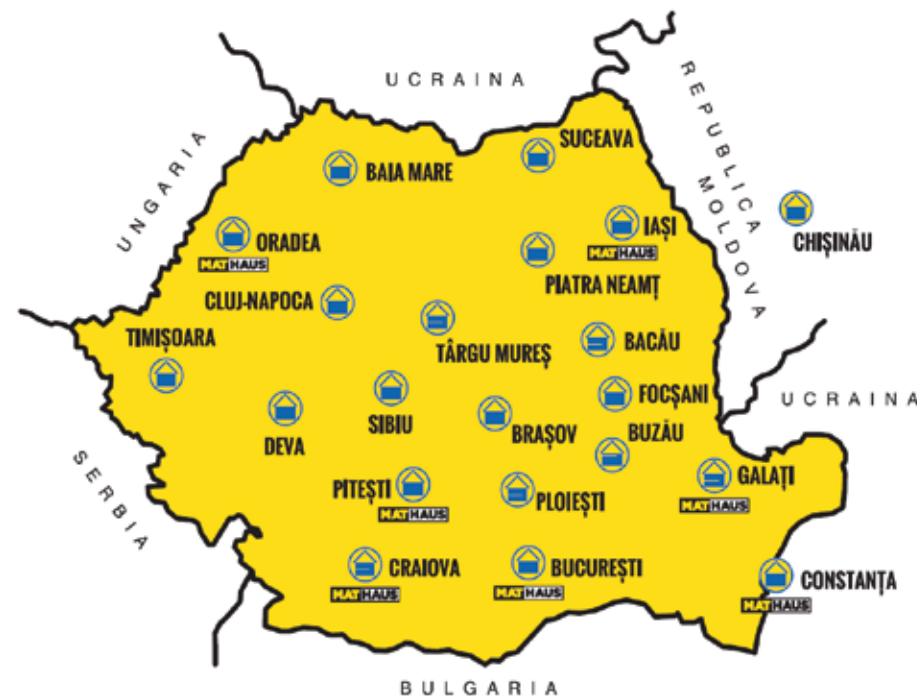 UCRAINA
REPUBLICA
MOLDOVA
UNGARIA
SUCEAVA
BAIA MARE
IAȘI
MATHAUS
CHIȘINĂU
ORADEA
MATHAUS
PIATRA NEAMȚ
CLUJ-NAPOCA
TÂRGU MUREȘ
TIMIȘOARA
BACĂU
FOCȘANI
UCRAINA
SIBIU
DEVA
BRAȘOV
BUZĂU
SERBIA
PITEȘTI
MATHAUS
PLOIEȘTI
GALAȚI
MATHAUS
CRAIOVA
MATHAUS
BUCUREȘTI
MATHAUS
CONSTANȚA
MATHAUS
BULGARIA